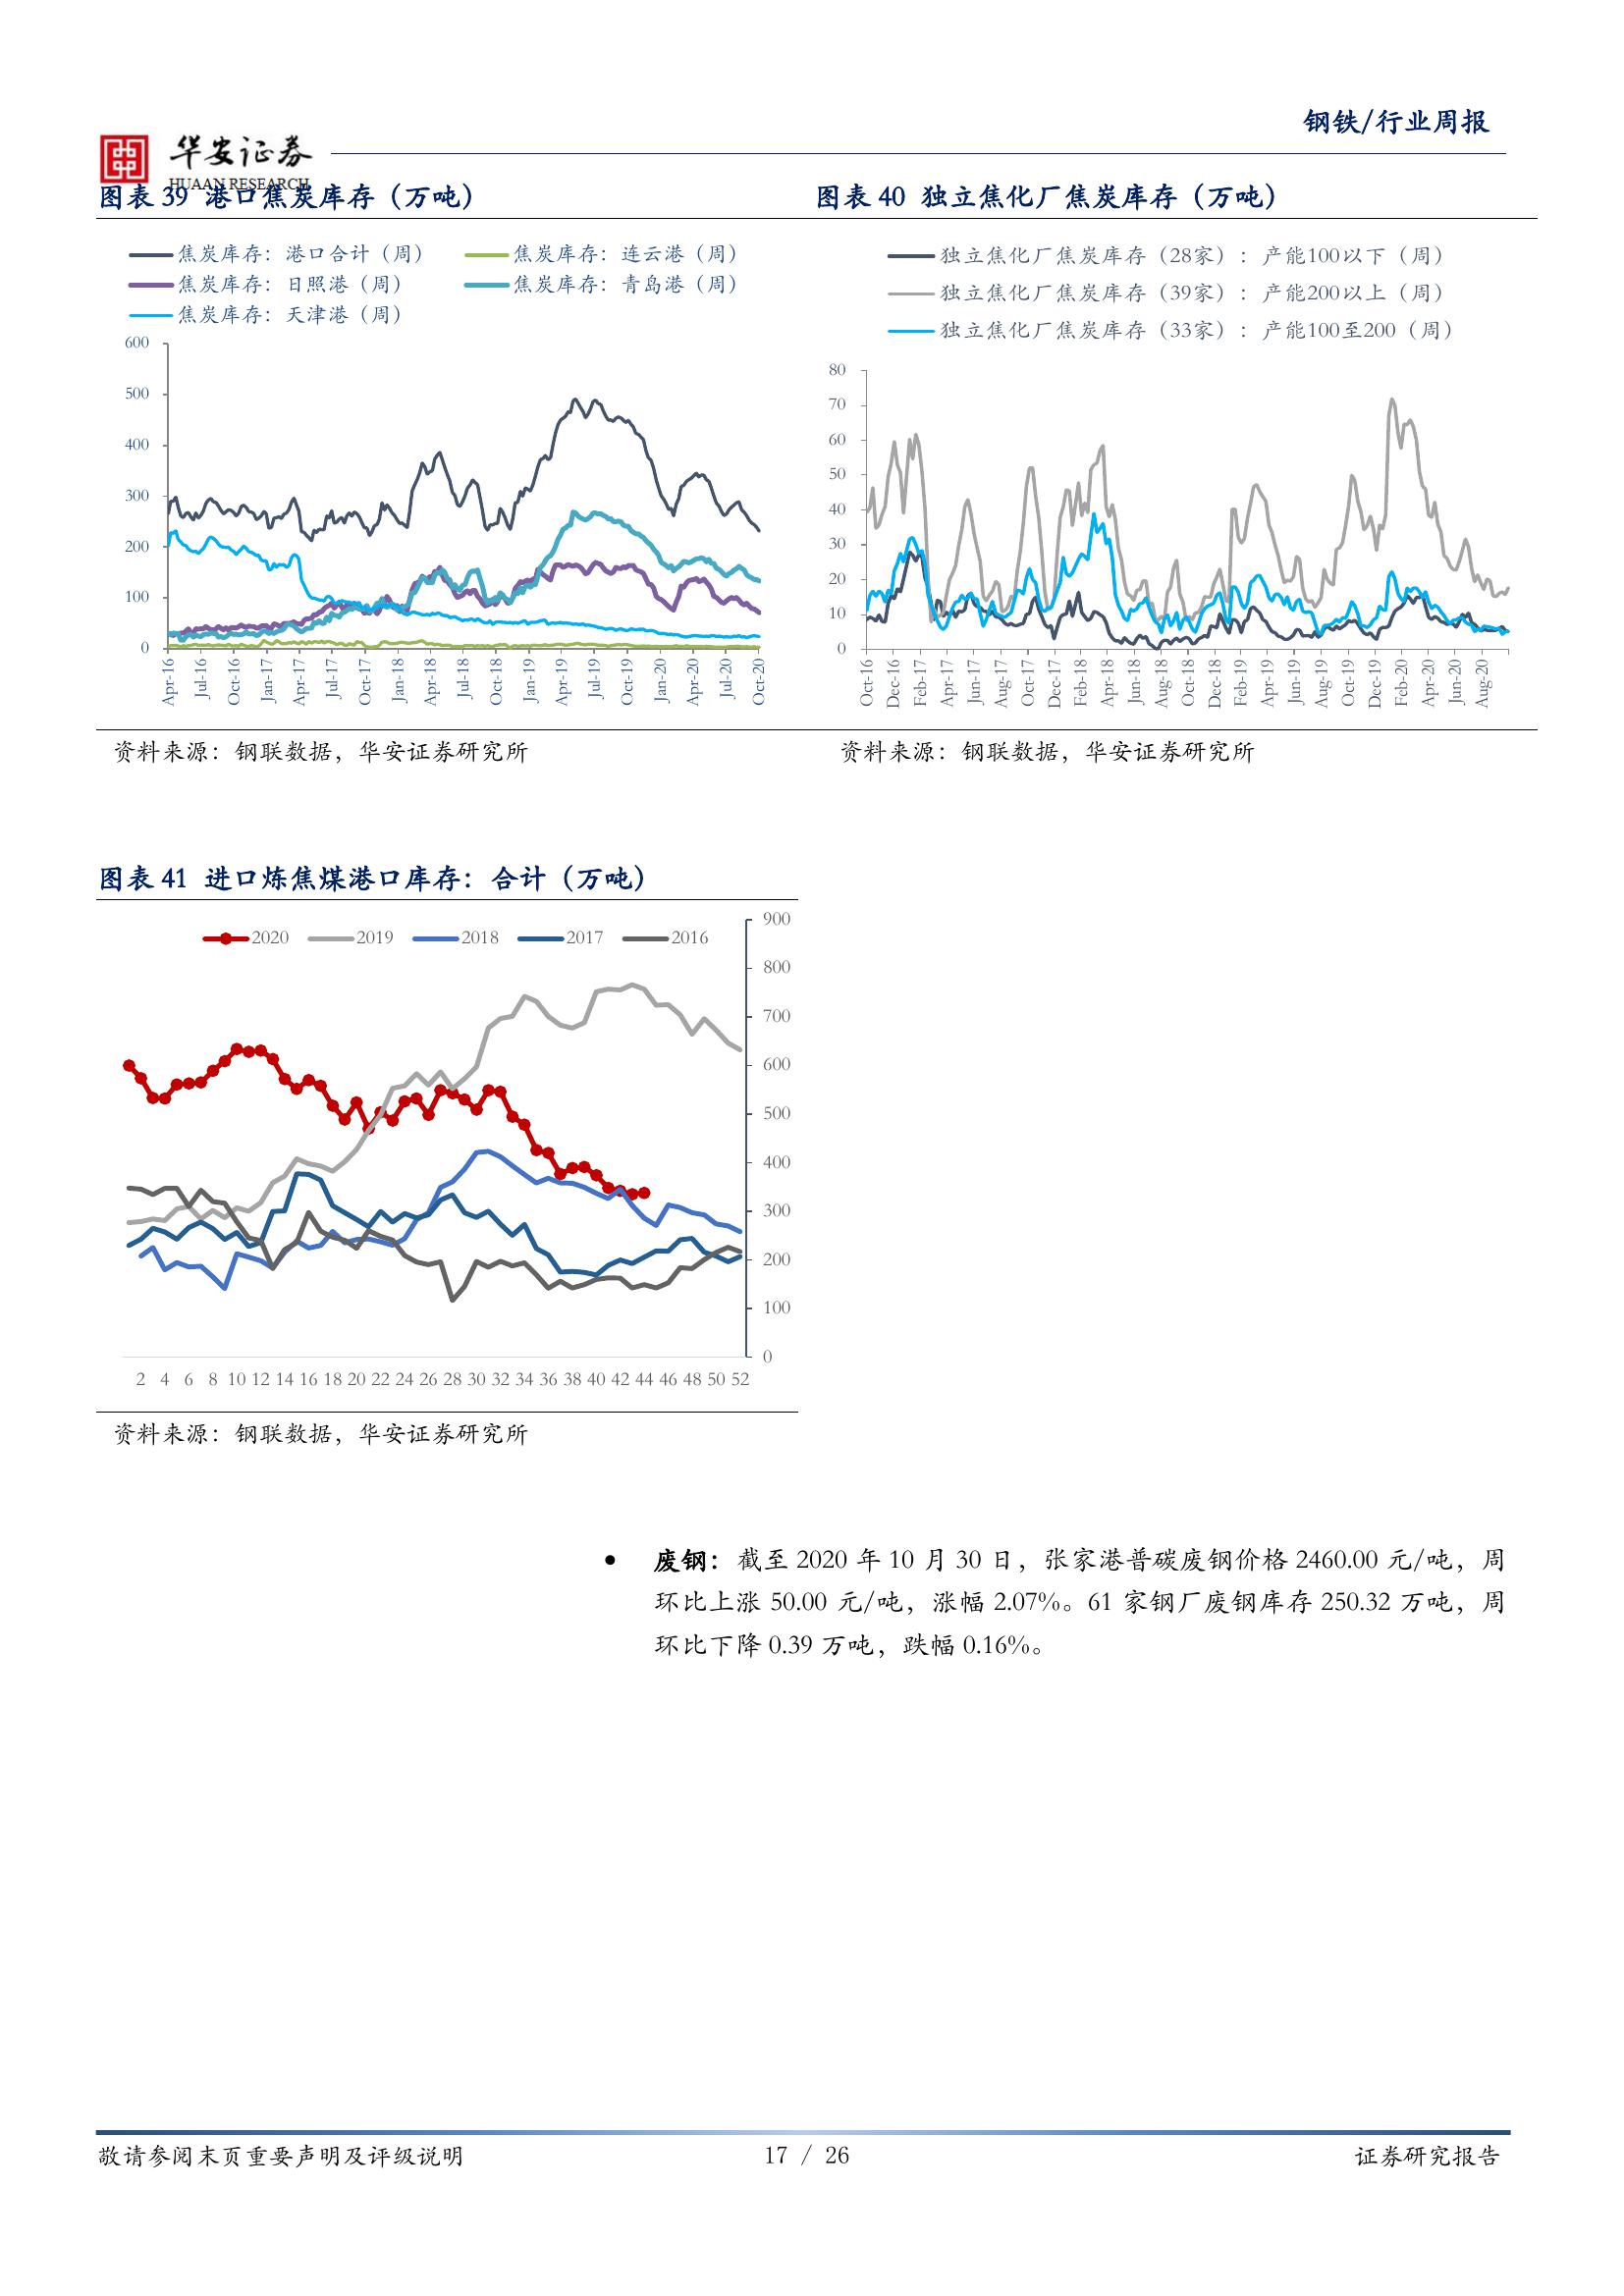 钢铁/行业周报
华安证券
HUAAN RESEARCH
图表 39 港口焦炭库存（万吨）
图表 40 独立焦化厂焦炭库存（万吨）
焦炭库存：港口合计（周）
焦炭库存：连云港（周）
焦炭库存：日照港（周）
焦炭库存：青岛港（周）
焦炭库存：天津港（周）
600
500
400
300
200
100
0
Apr-16 Jul-16 Oct-16 Jan-17 Apr-17 Jul-17 Oct-17 Jan-18 Apr-18 Jul-18 Oct-18 Jan-19 Apr-19 Jul-19 Oct-19 Jan-20 Apr-20 Jul-20 Oct-20
独立焦化厂焦炭库存（28家）：产能100以下（周）
独立焦化厂焦炭库存（39家）：产能200以上（周）
独立焦化厂焦炭库存（33家）：产能100至200（周）
80
70
60
50
40
30
20
10
0
Oct-16 Dec-16 Feb-17 Apr-17 Jun-17 Aug-17 Oct-17 Dec-17 Feb-18 Apr-18 Jun-18 Aug-18 Oct-18 Dec-18 Feb-19 Apr-19 Jun-19 Aug-19 Oct-19 Dec-19 Feb-20 Apr-20 Jun-20 Aug-20
资料来源：钢联数据，华安证券研究所
资料来源：钢联数据，华安证券研究所
图表 41 进口炼焦煤港口库存：合计（万吨）
2020 2019 2018 2017 2016
900
800
700
600
500
400
300
200
100
0
2 4 6 8 10 12 14 16 18 20 22 24 26 28 30 32 34 36 38 40 42 44 46 48 50 52
资料来源：钢联数据，华安证券研究所
● 废钢：截至 2020 年 10 月 30 日，张家港普碳废钢价格 2460.00 元/吨，周
环比上涨 50.00 元/吨，涨幅 2.07%。61 家钢厂废钢库存 250.32 万吨，周
环比下降 0.39 万吨，跌幅 0.16%。
敬请参阅末页重要声明及评级说明
17 / 26
证券研究报告